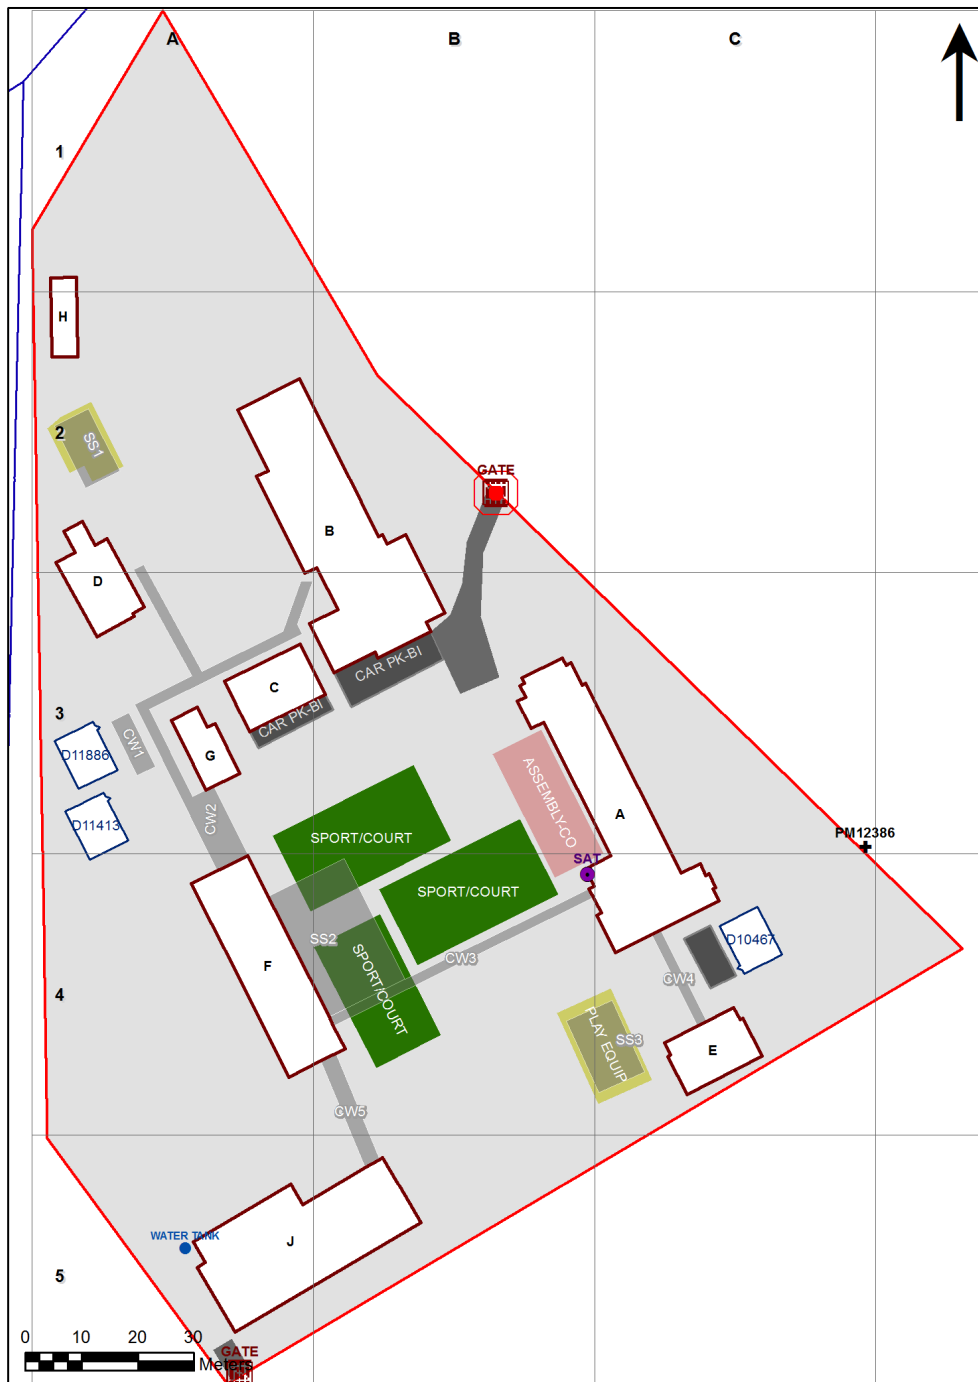 A
B
C
1
H
2
SS1
GATE
B
D
CAR PK-BI
C
CAR PK-BI
3
CW1
D11886
G
ASSEMBLY-CO
CW2
D11413
A
SPORT/COURT
PM12386
SAT
SPORT/COURT
SS2
D10467
CW3
F
SPORT/COURT
CW4
4
PLAY EQUIP
SS3
E
CW5
WATER TANK
J
5
0 10 20 30
Meters
GATE